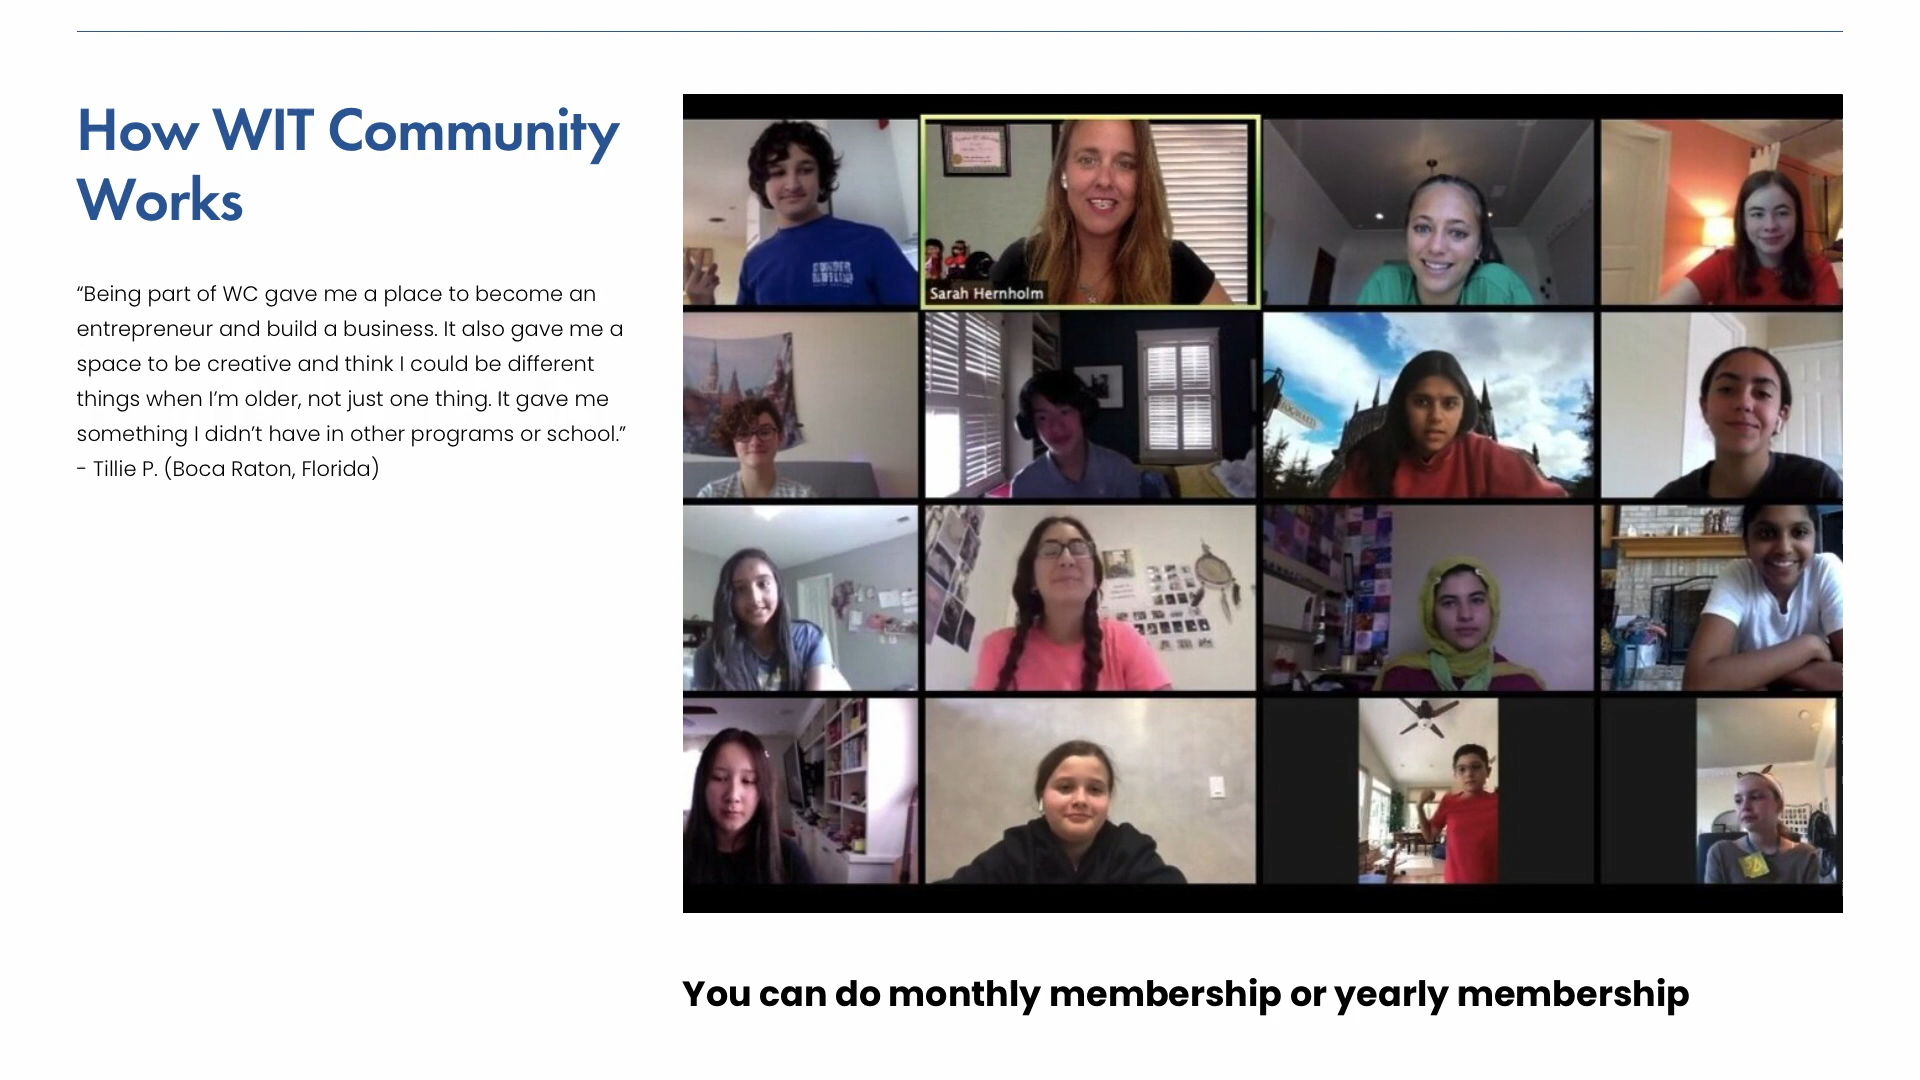 How WIT Community
Works
“Being part of WC gave me a place to become an
entrepreneur and build a business. It also gave me a
space to be creative and think I could be different
things when I’m older, not just one thing. It gave me
something I didn’t have in other programs or school.”
- Tillie P. (Boca Raton, Florida)
Sarah Hernholm
You can do monthly membership or yearly membership